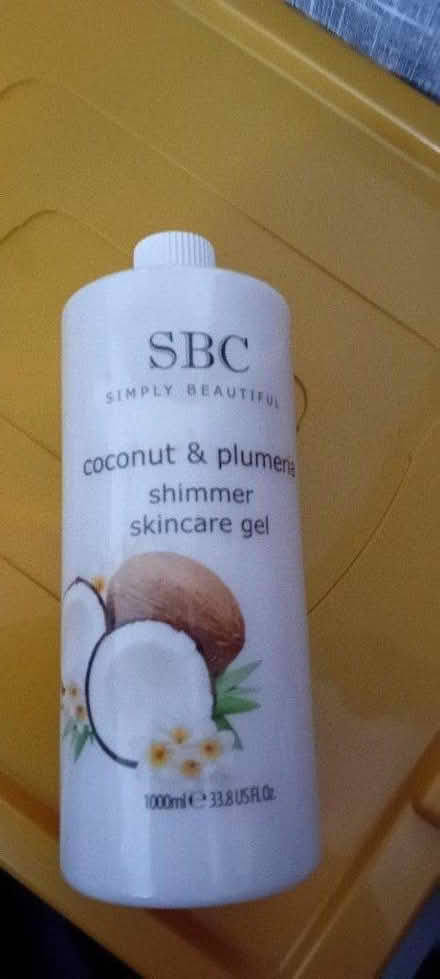 SBC
SIMPLY BEAUTIFUL
coconut & plumeria
shimmer
skincare gel
1000ml ℮ 33.8 US Fl. Oz